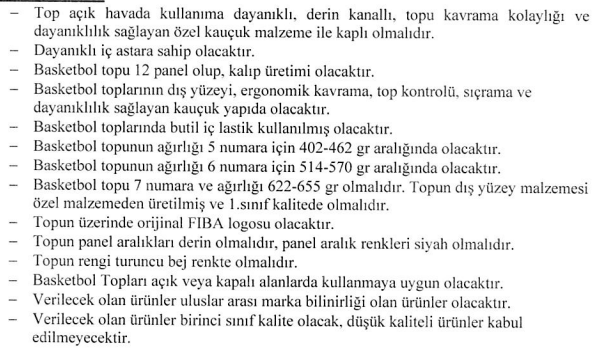 – Top açık havada kullanıma dayanıklı, derin kanallı, topu kavrama kolaylığı ve
dayanıklılık sağlayan özel kauçuk malzeme ile kaplı olmalıdır.
– Dayanıklı iç astara sahip olacaktır.
– Basketbol topu 12 panel olup, kalıp üretimi olacaktır.
– Basketbol toplarının dış yüzeyi, ergonomik kavrama, top kontrolü, sıçrama ve
dayanıklılık sağlayan kauçuk yapıda olacaktır.
– Basketbol toplarında butil iç lastik kullanılmış olacaktır.
– Basketbol topunun ağırlığı 5 numara için 402-462 gr aralığında olacaktır.
– Basketbol topunun ağırlığı 6 numara için 514-570 gr aralığında olacaktır.
– Basketbol topu 7 numara ve ağırlığı 622-655 gr olmalıdır. Topun dış yüzey malzemesi
özel malzemeden üretilmiş ve 1.sınıf kalitede olmalıdır.
– Topun üzerinde orijinal FIBA logosu olacaktır.
– Topun panel aralıkları derin olmalıdır, panel aralık renkleri siyah olmalıdır.
– Topun rengi turuncu bej renkte olmalıdır.
– Basketbol Topları açık veya kapalı alanlarda kullanmaya uygun olacaktır.
– Verilecek olan ürünler uluslar arası marka bilinirliği olan ürünler olacaktır.
– Verilecek olan ürünler birinci sınıf kalite olacak, düşük kaliteli ürünler kabul
edilmeyecektir.